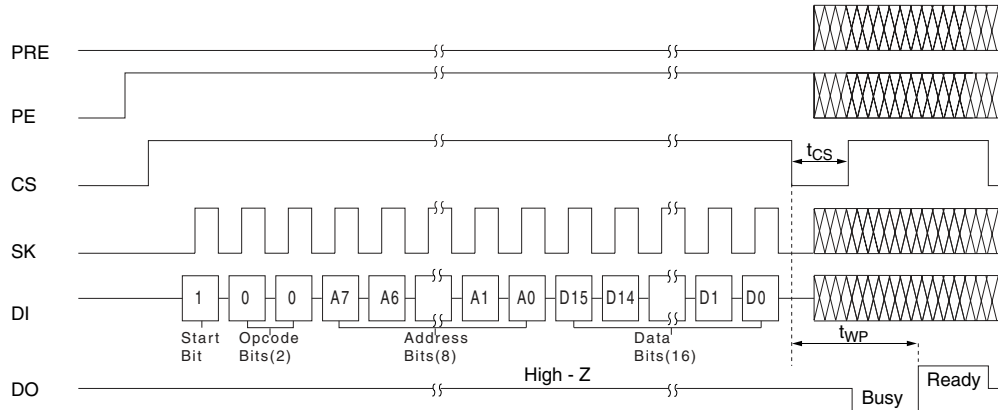 PRE
PE
CS
tCS
SK
DI
1 0 0 A7 A6 A1 A0 D15 D14 D1 D0
Start Bit
Opcode Bits(2)
Address Bits(8)
Data Bits(16)
tWP
DO
High - Z
Busy
Ready